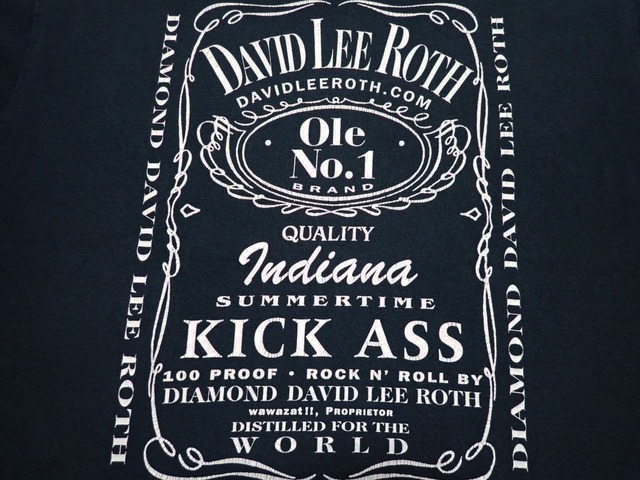 DAVID LEE ROTH
DAVIDLEEROTH.COM
Ole
No.1
BRAND
QUALITY
Indiana
SUMMERTIME
KICK ASS
100 PROOF · ROCK N' ROLL BY
DIAMOND DAVID LEE ROTH
wawazat!!, PROPRIETOR
DISTILLED FOR THE
WORLD
DIAMOND DAVID LEE ROTH
DIAMOND DAVID LEE ROTH